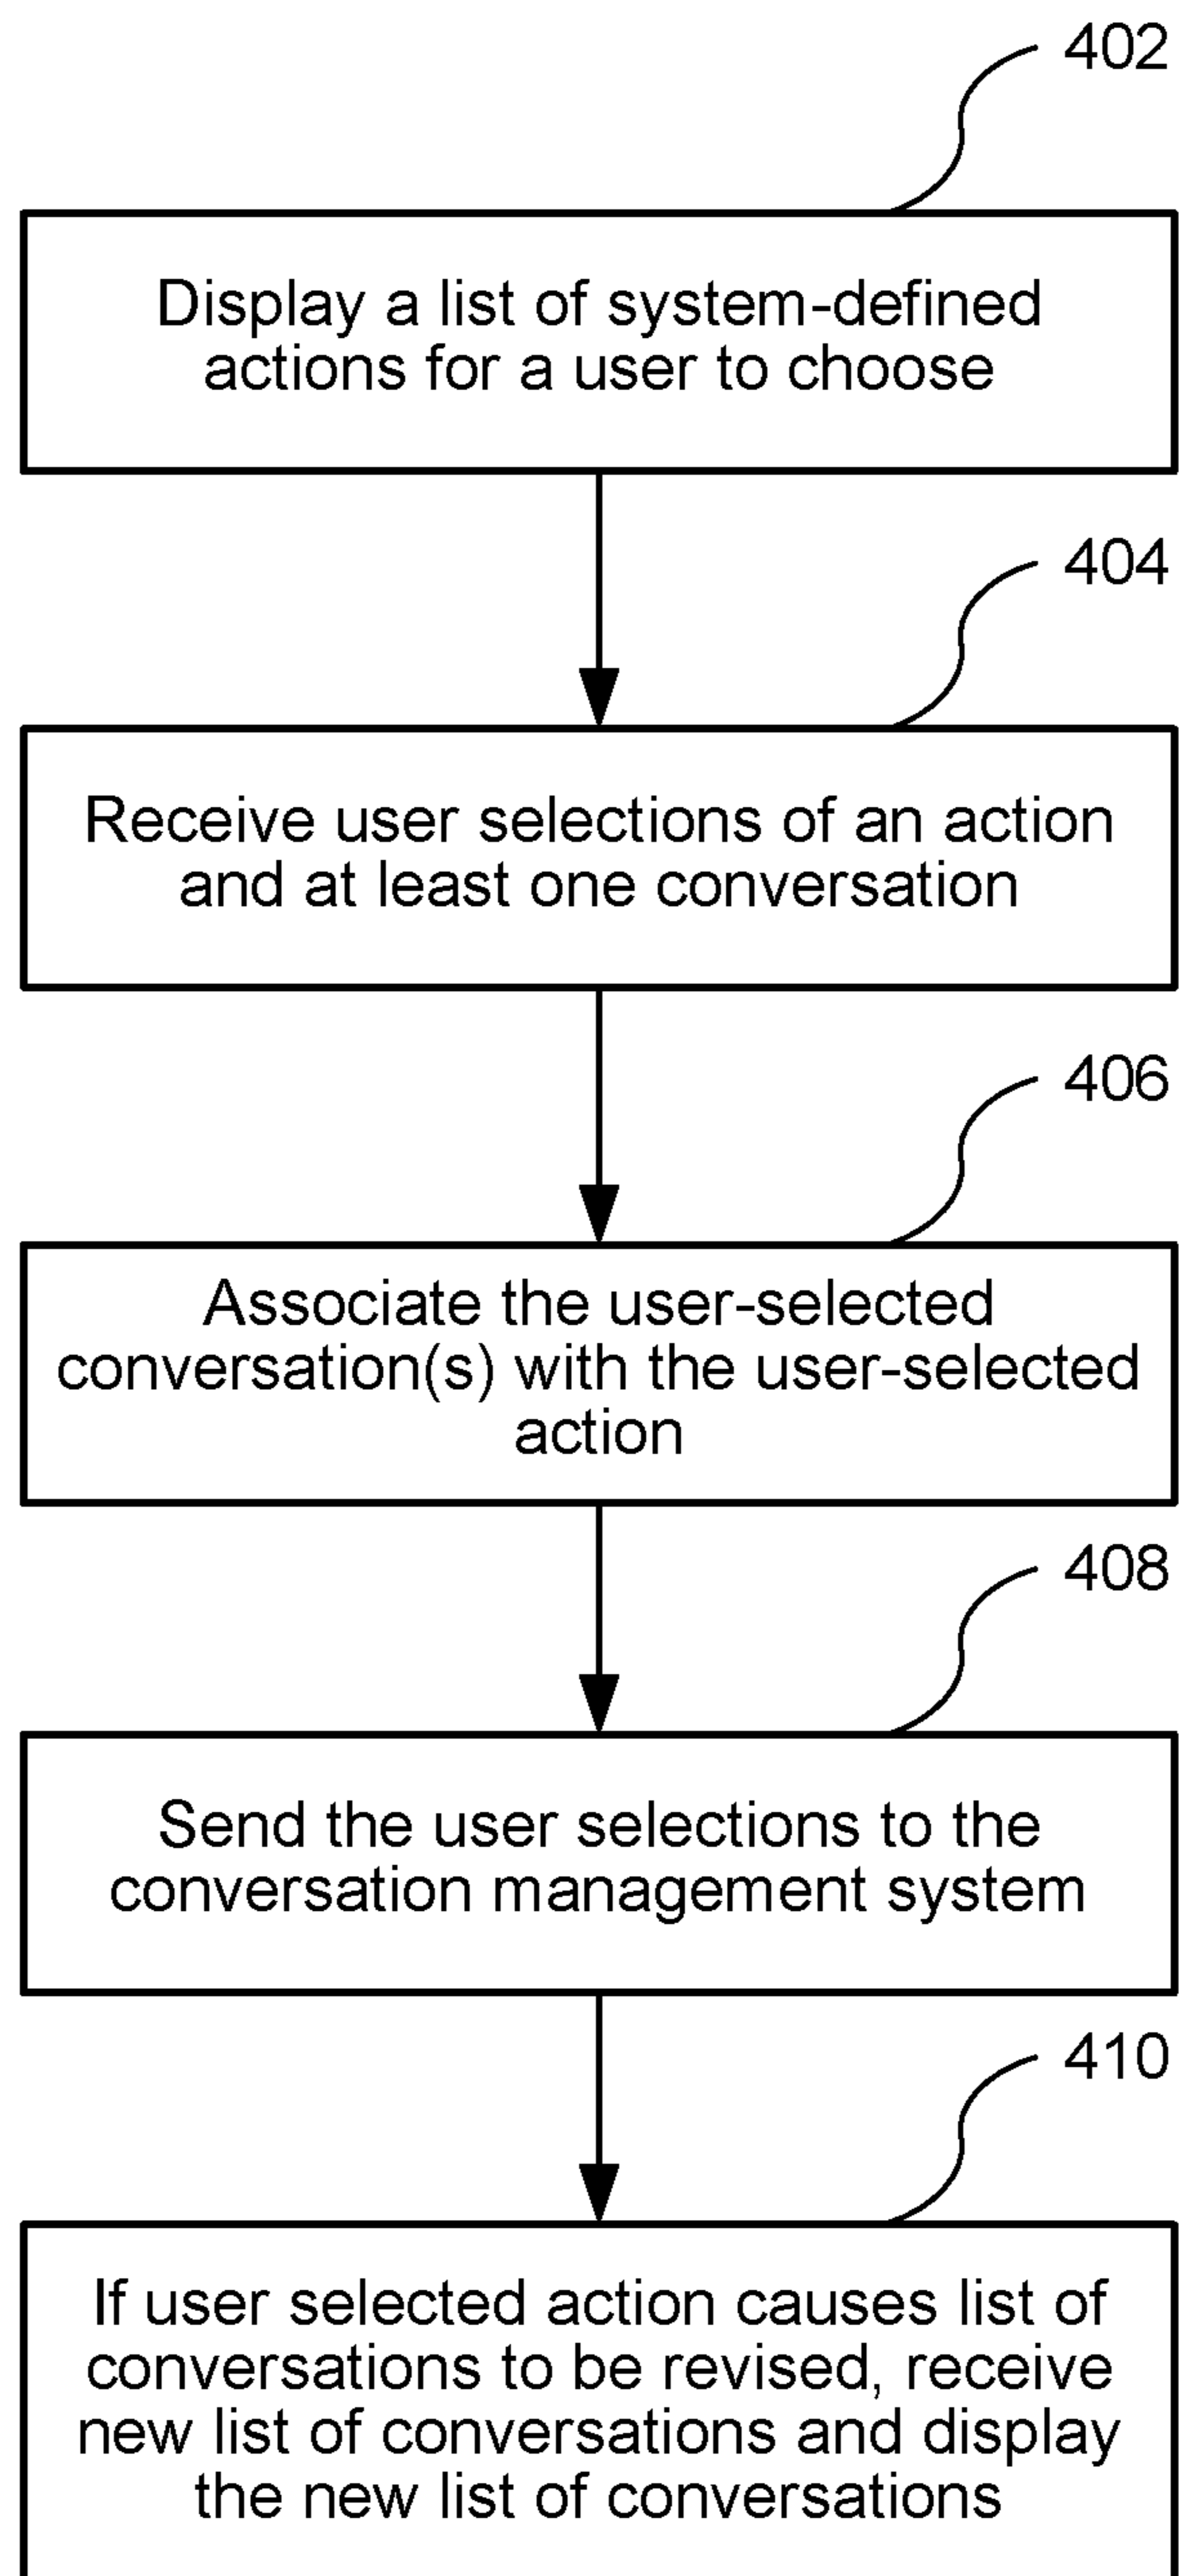 402
Display a list of system-defined
actions for a user to choose
404
Receive user selections of an action
and at least one conversation
406
Associate the user-selected
conversation(s) with the user-selected
action
408
Send the user selections to the
conversation management system
410
If user selected action causes list of
conversations to be revised, receive
new list of conversations and display
the new list of conversations